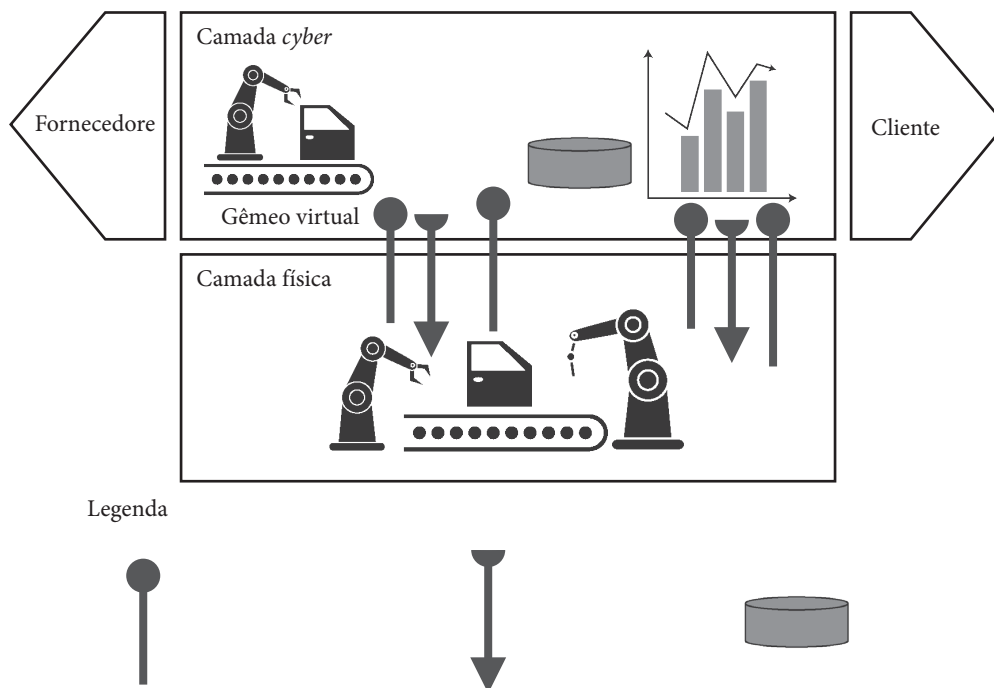 Camada cyber
Fornecedore
Cliente
Gêmeo virtual
Camada física
Legenda